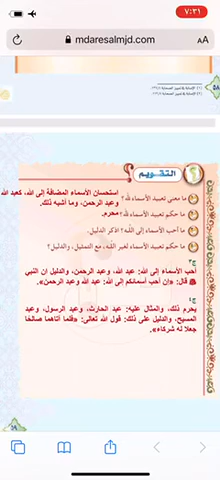 ٧:٣١
mdaresalmjd.com
التقويم
ما معنى تعبيد الأسماء لله؟ استحسان الأسماء المضافة إلى الله، كعبد الله وعبد الرحمن، وما أشبه ذلك.
ما حكم تعبيد الأسماء لله؟ محرم.
ما أحب الأسماء إلى الله؟ اذكر الدليل.
ما حكم تعبيد الأسماء لغير الله، مع التمثيل، والدليل؟
ج٣
أحب الأسماء إلى الله: عبد الله، وعبد الرحمن، والدليل أن النبي
ﷺ قال: «إن أحب أسمائكم إلى الله: عبد الله وعبد الرحمن».
ج٤
يحرم ذلك، والمثال عليه: عبد الحارث، وعبد الرسول، وعبد
المسيح، والدليل على ذلك: قول الله تعالى: «فلما آتاهما صالحًا
جعلا له شركاء».